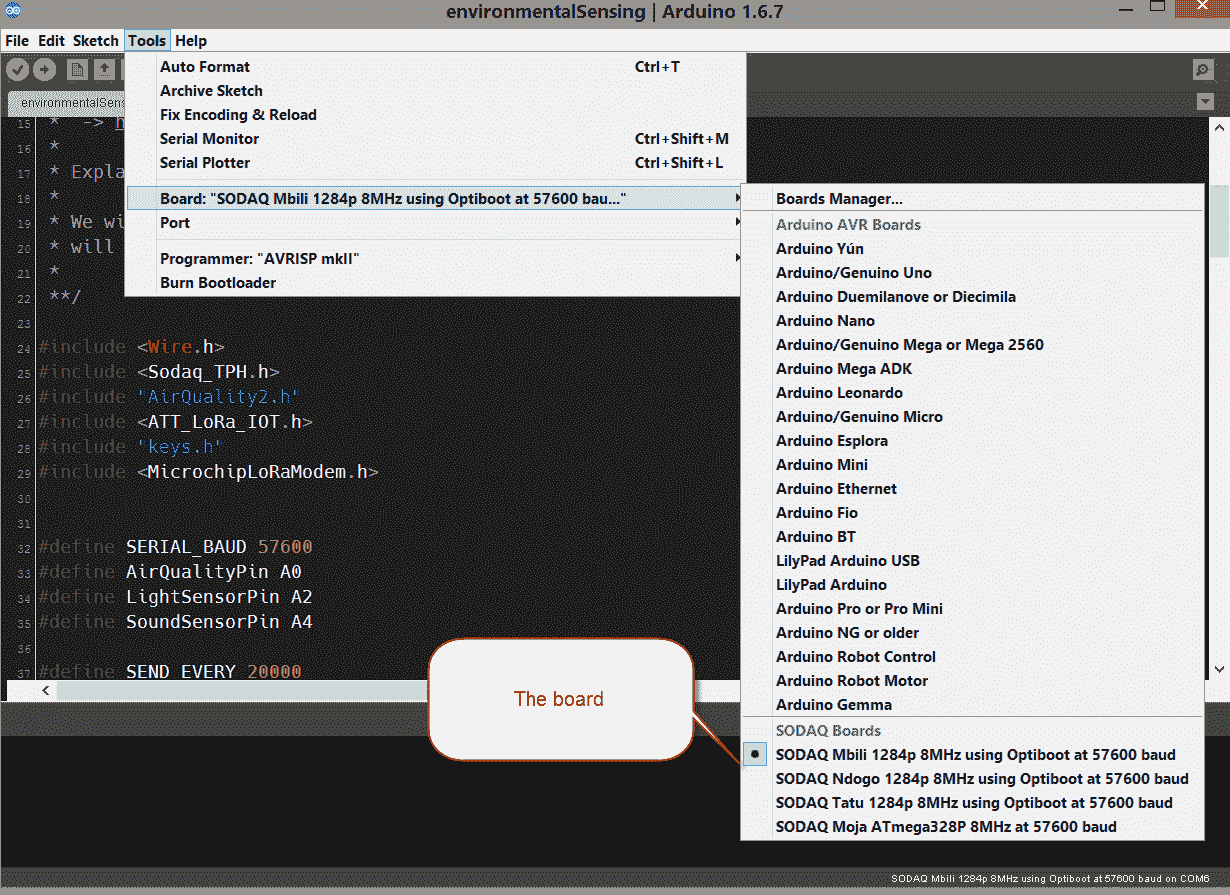 environmentalSensing | Arduino 1.6.7
File Edit Sketch Tools Help
environmentalSens
Auto Format Ctrl+T
Archive Sketch
Fix Encoding & Reload
Serial Monitor Ctrl+Shift+M
Serial Plotter Ctrl+Shift+L
Board: "SODAQ Mbili 1284p 8MHz using Optiboot at 57600 bau..."
Port
Programmer: "AVRISP mkII"
Burn Bootloader
Boards Manager...
Arduino AVR Boards
Arduino Yún
Arduino/Genuino Uno
Arduino Duemilanove or Diecimila
Arduino Nano
Arduino/Genuino Mega or Mega 2560
Arduino Mega ADK
Arduino Leonardo
Arduino/Genuino Micro
Arduino Esplora
Arduino Mini
Arduino Ethernet
Arduino Fio
Arduino BT
LilyPad Arduino USB
LilyPad Arduino
Arduino Pro or Pro Mini
Arduino NG or older
Arduino Robot Control
Arduino Robot Motor
Arduino Gemma
SODAQ Boards
SODAQ Mbili 1284p 8MHz using Optiboot at 57600 baud
SODAQ Ndogo 1284p 8MHz using Optiboot at 57600 baud
SODAQ Tatu 1284p 8MHz using Optiboot at 57600 baud
SODAQ Moja ATmega328P 8MHz at 57600 baud
15 * -> h
16 *
17 * Expla
18 *
19 * We wi
20 * will
21 *
22 **/
23
24 #include <Wire.h>
25 #include <Sodaq_TPH.h>
26 #include "AirQuality2.h"
27 #include <ATT_LoRa_IOT.h>
28 #include "keys.h"
29 #include <MicrochipLoRaModem.h>
30
31
32 #define SERIAL_BAUD 57600
33 #define AirQualityPin A0
34 #define LightSensorPin A2
35 #define SoundSensorPin A4
36
37 #define SEND_EVERY 20000
The board
SODAQ Mbili 1284p 8MHz using Optiboot at 57600 baud on COM6